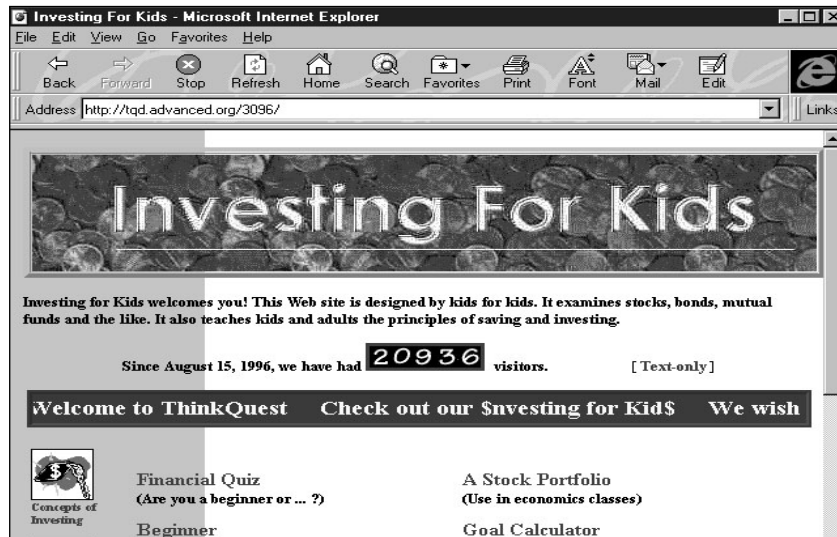 Investing For Kids - Microsoft Internet Explorer
File Edit View Go Favorites Help
Back Forward Stop Refresh Home Search Favorites Print Font Mail Edit
Address http://tqd.advanced.org/3096/ Links
Investing For Kids
Investing for Kids welcomes you! This Web site is designed by kids for kids. It examines stocks, bonds, mutual
funds and the like. It also teaches kids and adults the principles of saving and investing.
Since August 15, 1996, we have had 20936 visitors. [Text-only]
Welcome to ThinkQuest Check out our $nvesting for Kid$ We wish
Concepts of
Investing
Financial Quiz A Stock Portfolio
(Are you a beginner or ... ?) (Use in economics classes)
Beginner Goal Calculator